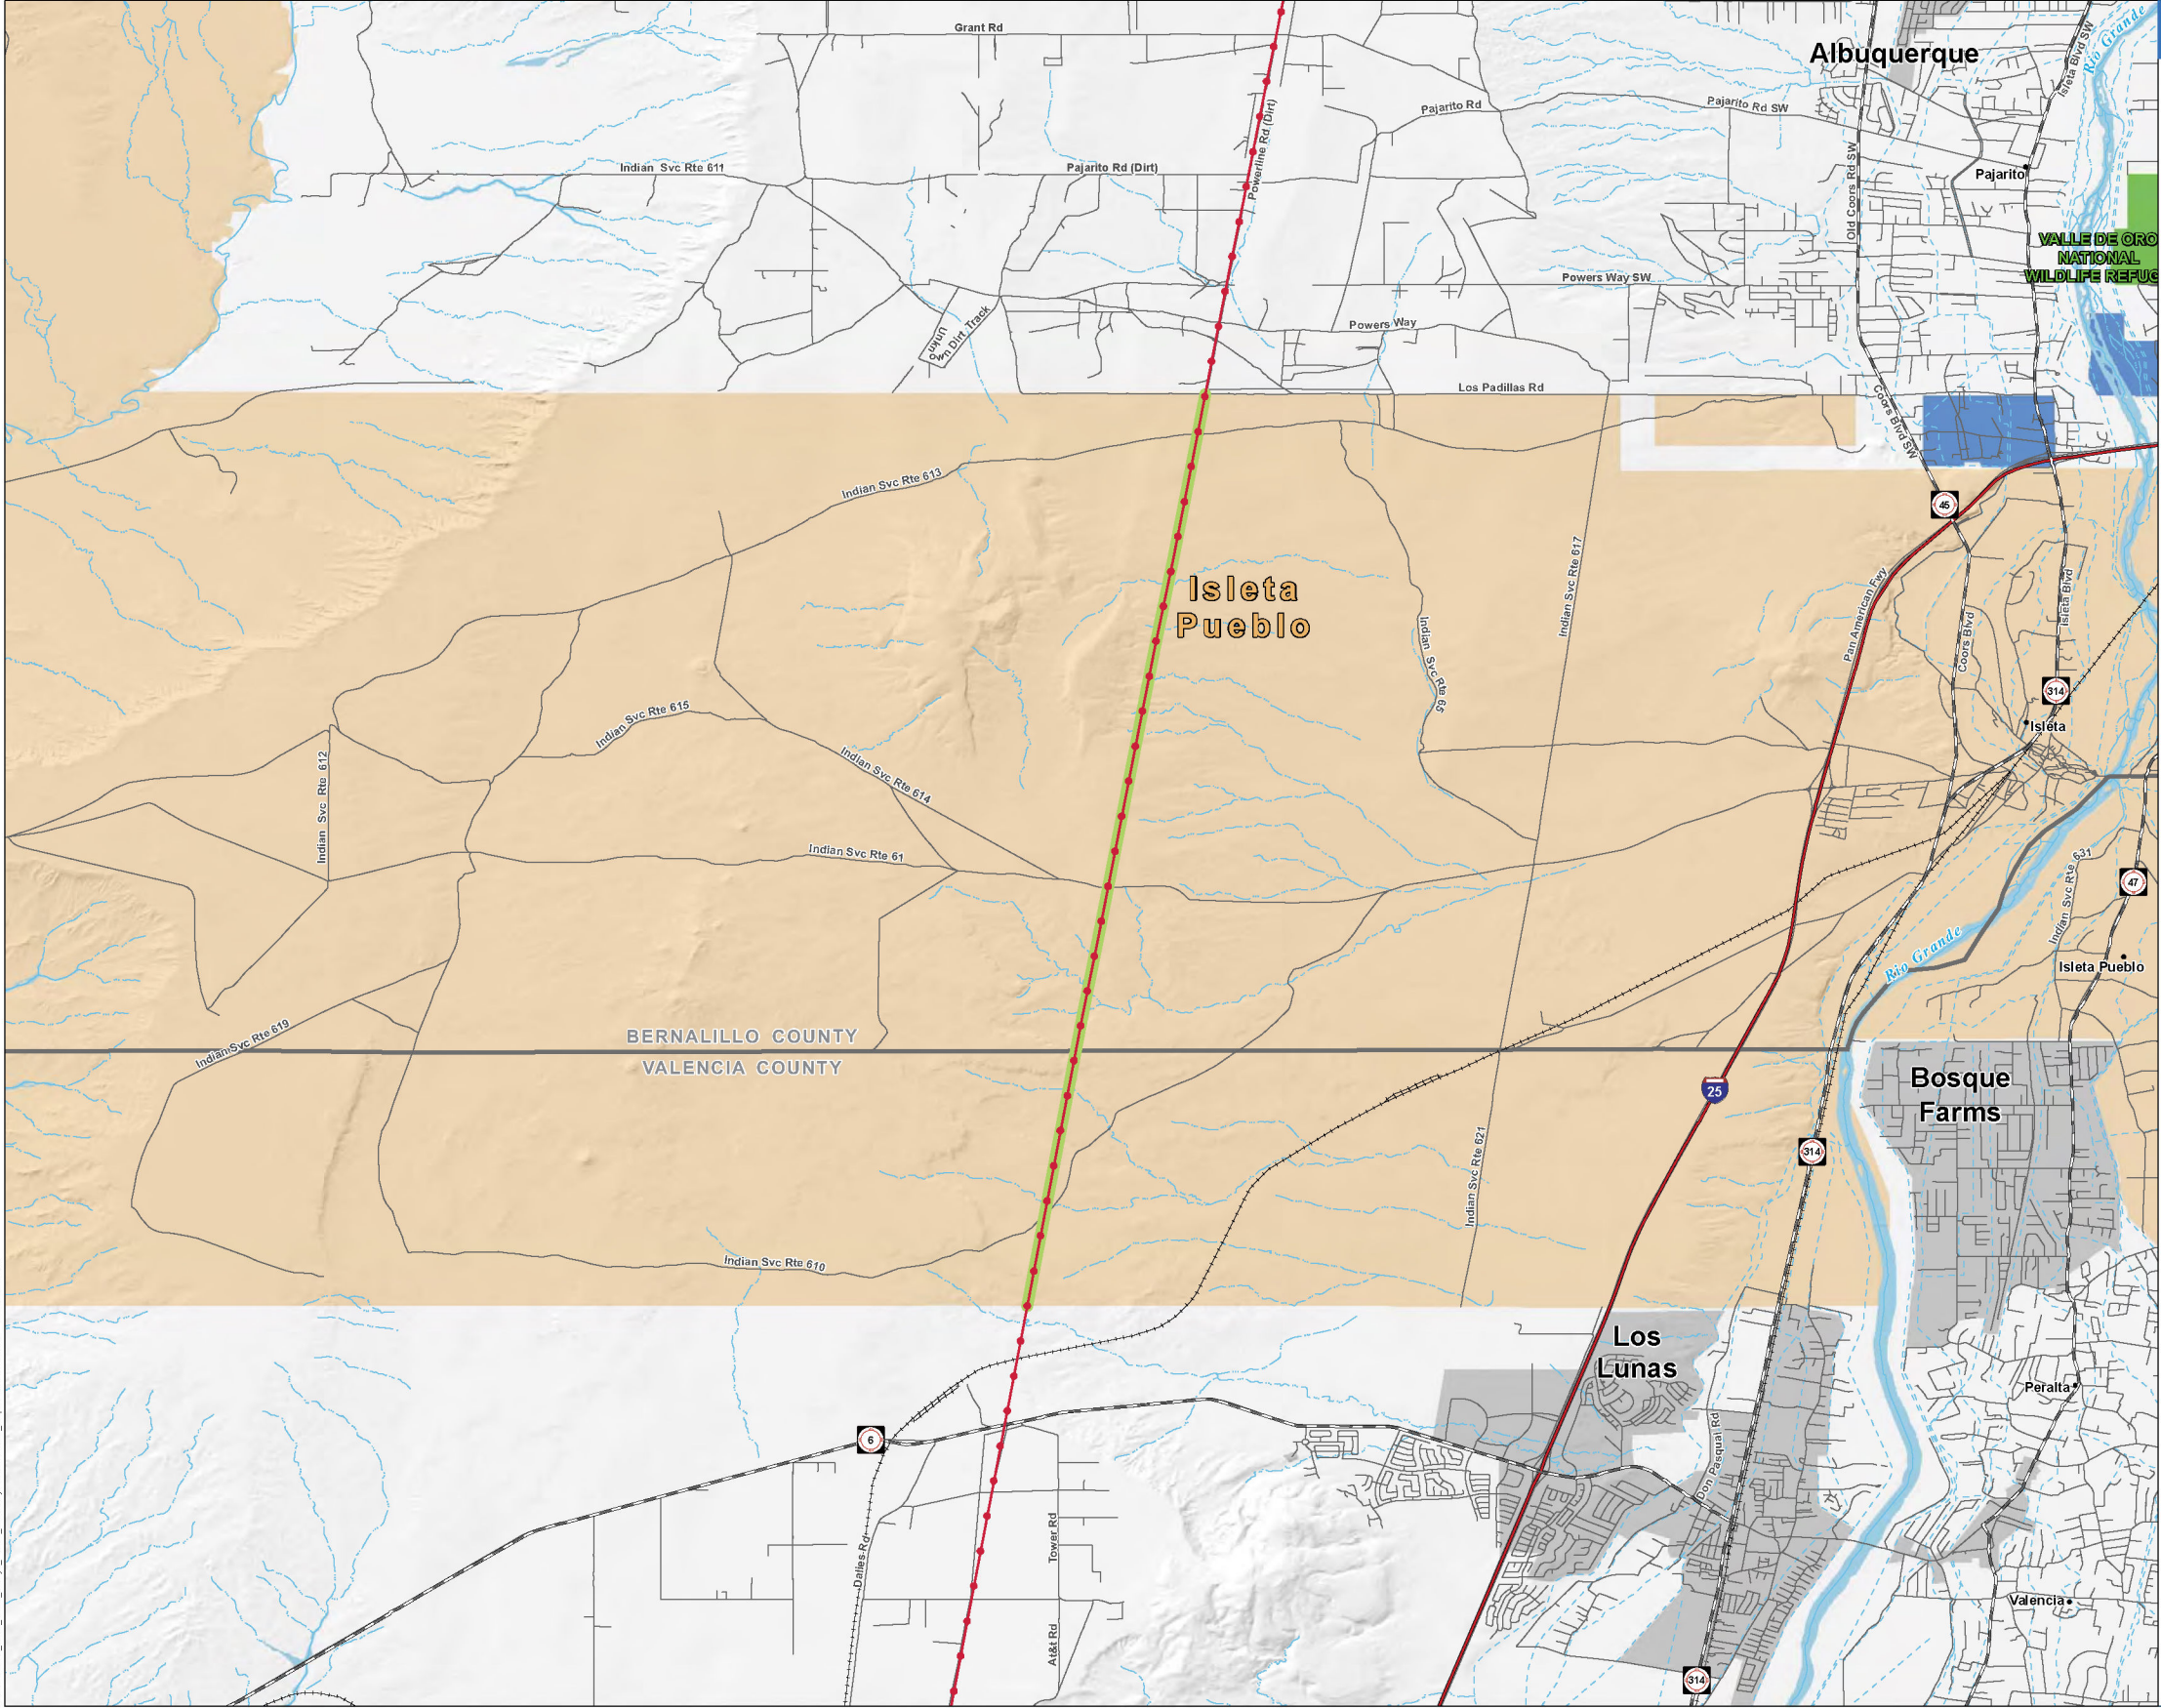 Grant Rd
Albuquerque
Isleta Blvd SW
Rio Grande
Powerline Rd (Dirt)
Pajarito Rd
Pajarito Rd SW
Indian Svc Rte 611
Pajarito Rd (Dirt)
Pajarito
Old Coors Rd SW
VALLE DE ORO
NATIONAL
WILDLIFE REFUG
Powers Way SW
Unkno
wn Dirt Track
Powers Way
Los Padillas Rd
Coors Blvd SW
Indian Svc Rte 613
45
Isleta
Pueblo
Indian Svc Rte 617
Pan American Fwy
Coors Blvd
Isleta Blvd
Indian Svc Rte 65
314
Isleta
Indian Svc Rte 615
Indian Svc Rte 612
Indian Svc Rte 614
Indian Svc Rte 61
Indian Svc Rte 631
47
Rio Grande
Isleta Pueblo
Indian Svc Rte 619
BERNALILLO COUNTY
VALENCIA COUNTY
25
Bosque
Farms
314
Indian Svc Rte 621
Indian Svc Rte 610
Los
Lunas
Peralta
6
Don Pasqual Rd
Dalies Rd
Tower Rd
Valencia
At&t Rd
314